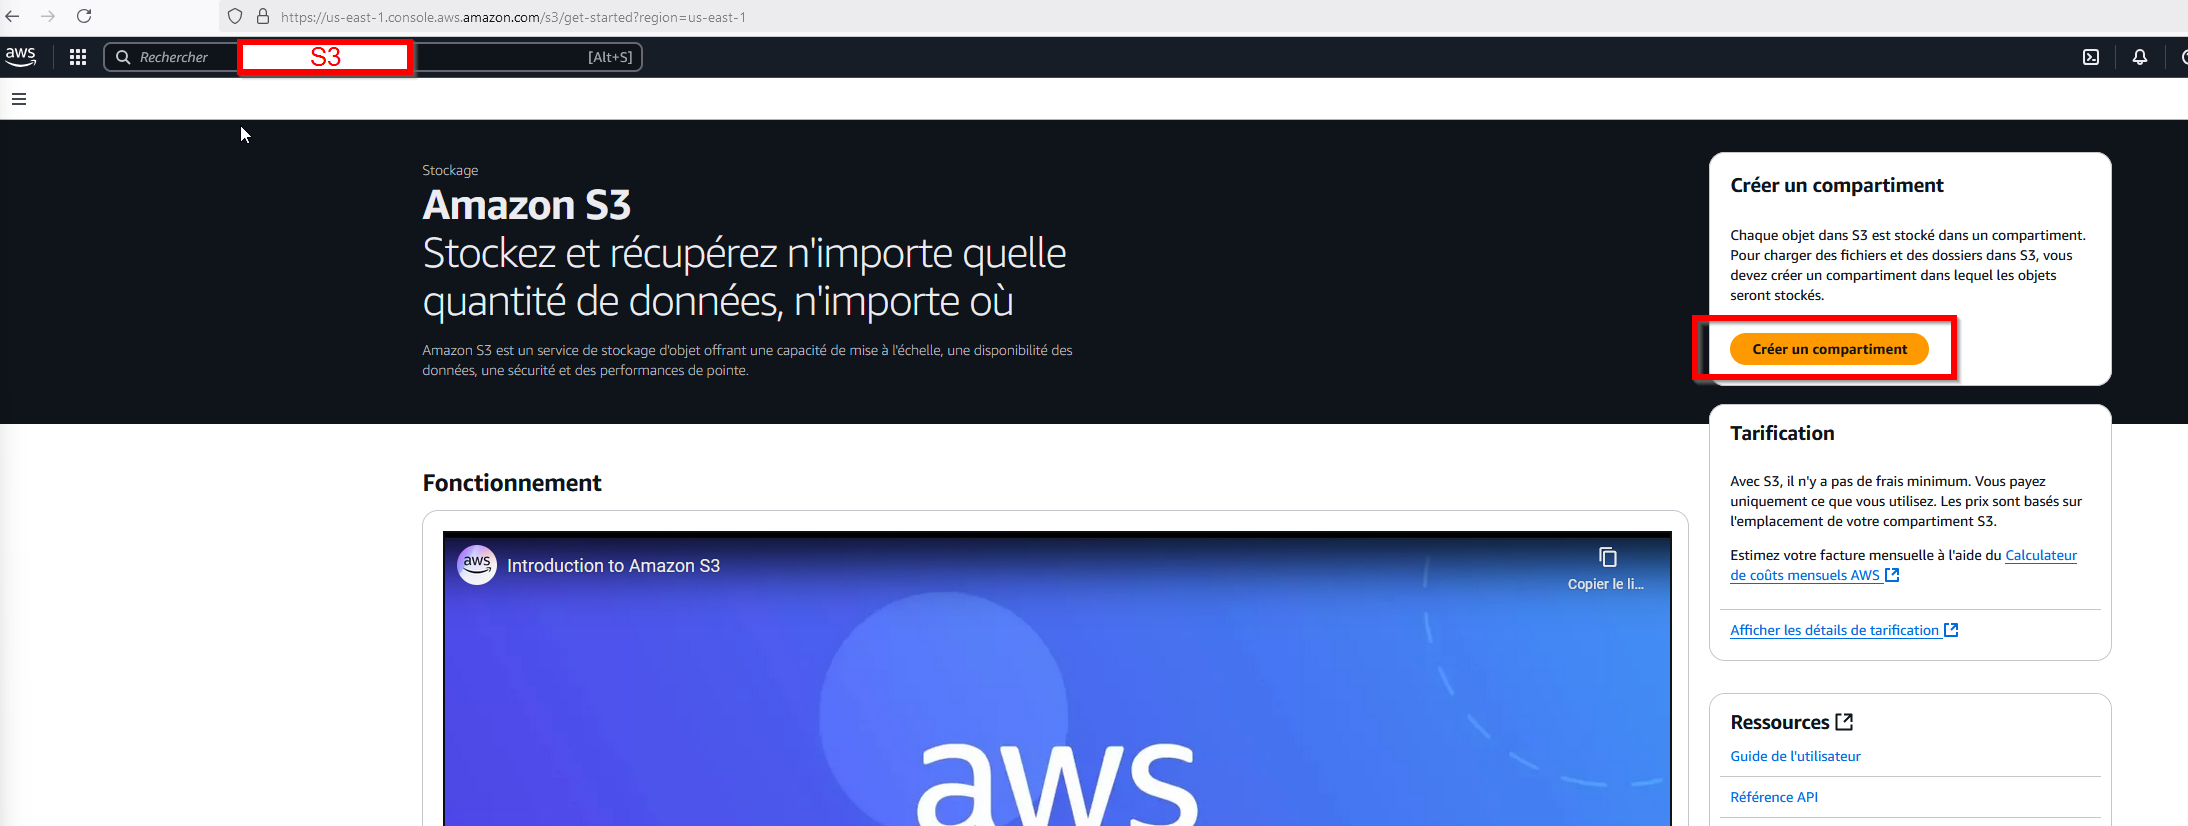 https://us-east-1.console.aws.amazon.com/s3/get-started?region=us-east-1
aws
Rechercher
S3
[Alt+S]
Stockage
Amazon S3
Stockez et récupérez n'importe quelle
quantité de données, n'importe où
Amazon S3 est un service de stockage d'objet offrant une capacité de mise à l'échelle, une disponibilité des
données, une sécurité et des performances de pointe.
Créer un compartiment
Chaque objet dans S3 est stocké dans un compartiment.
Pour charger des fichiers et des dossiers dans S3, vous
devez créer un compartiment dans lequel les objets
seront stockés.
Créer un compartiment
Tarification
Avec S3, il n'y a pas de frais minimum. Vous payez
uniquement ce que vous utilisez. Les prix sont basés sur
l'emplacement de votre compartiment S3.
Estimez votre facture mensuelle à l'aide du Calculateur
de coûts mensuels AWS
Afficher les détails de tarification
Fonctionnement
aws
Introduction to Amazon S3
Copier le li...
aws
Ressources
Guide de l'utilisateur
Référence API